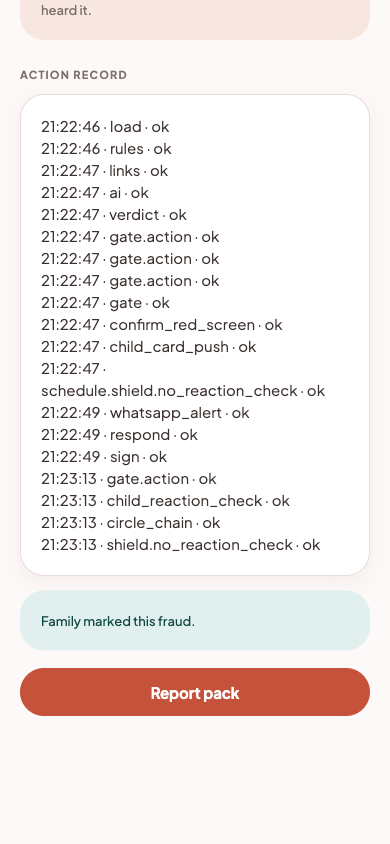 heard it.
ACTION RECORD
21:22:46 · load · ok
21:22:46 · rules · ok
21:22:47 · links · ok
21:22:47 · ai · ok
21:22:47 · verdict · ok
21:22:47 · gate.action · ok
21:22:47 · gate.action · ok
21:22:47 · gate.action · ok
21:22:47 · gate · ok
21:22:47 · confirm_red_screen · ok
21:22:47 · child_card_push · ok
21:22:47 ·
schedule.shield.no_reaction_check · ok
21:22:49 · whatsapp_alert · ok
21:22:49 · respond · ok
21:22:49 · sign · ok
21:23:13 · gate.action · ok
21:23:13 · child_reaction_check · ok
21:23:13 · circle_chain · ok
21:23:13 · shield.no_reaction_check · ok
Family marked this fraud.
Report pack